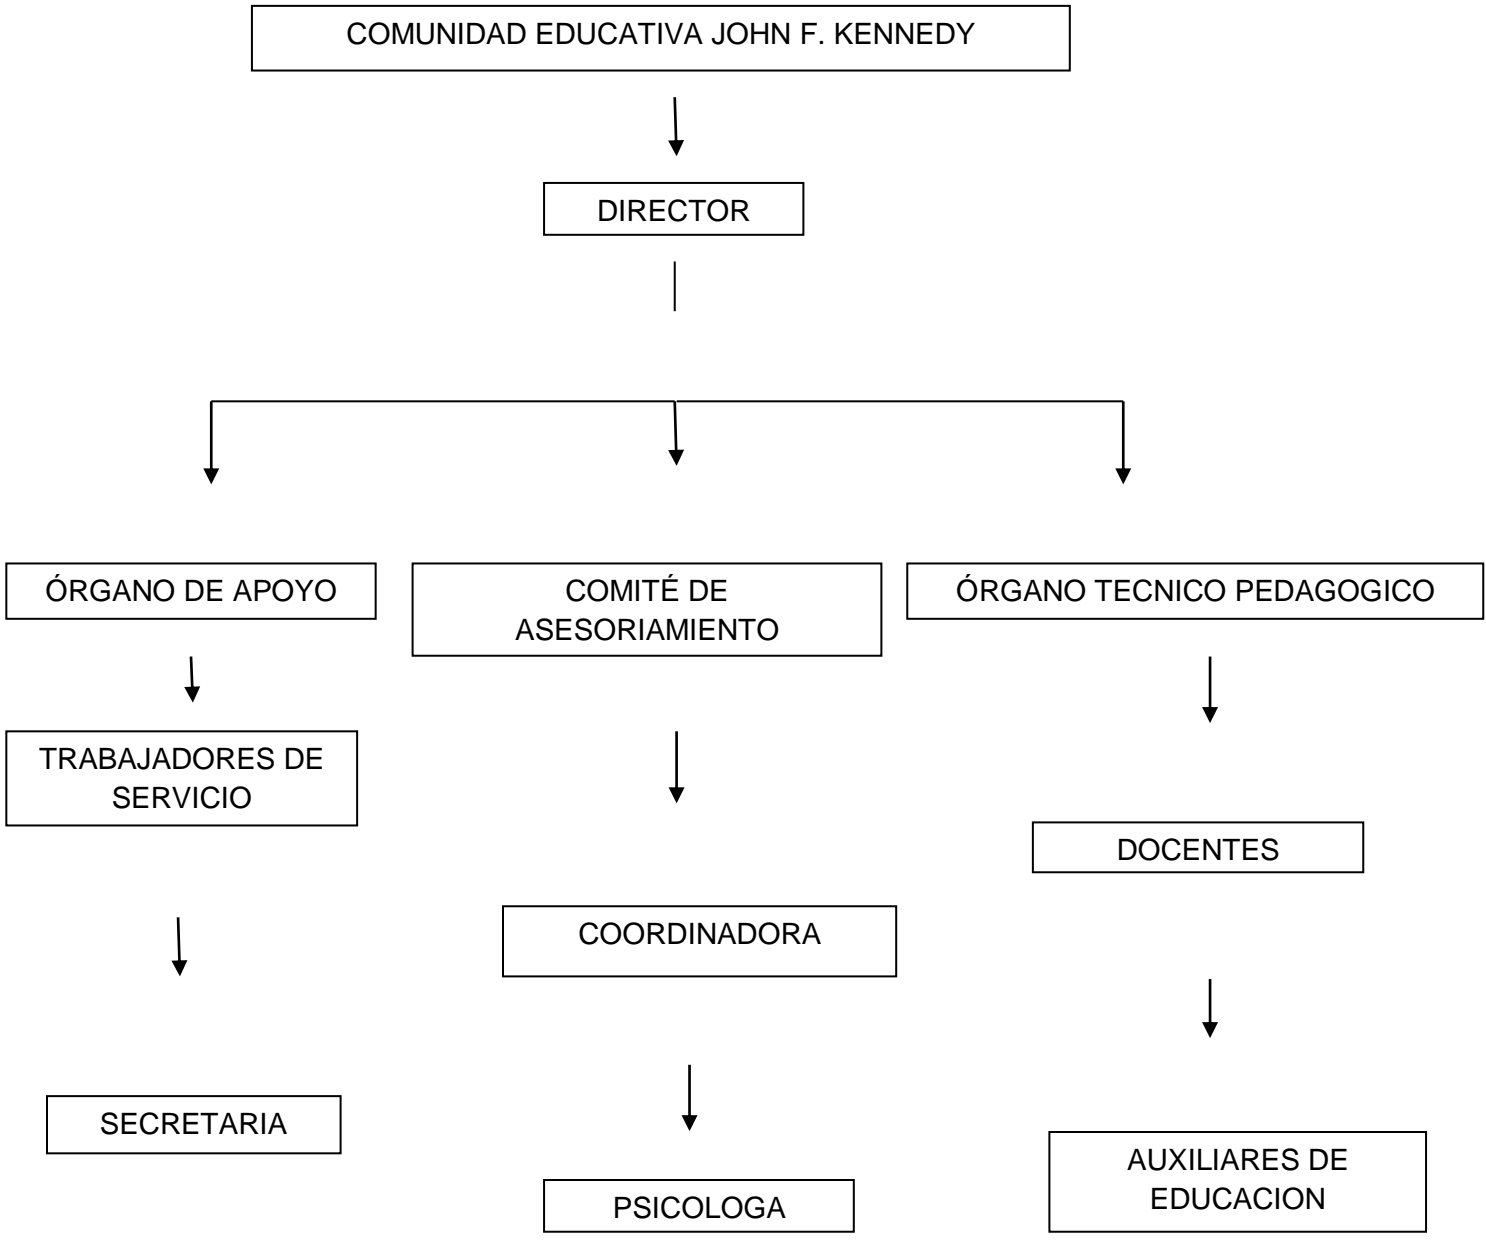 COMUNIDAD EDUCATIVA JOHN F. KENNEDY
DIRECTOR
ÓRGANO DE APOYO
COMITÉ DE
ASESORIAMIENTO
ÓRGANO TECNICO PEDAGOGICO
TRABAJADORES DE
SERVICIO
DOCENTES
COORDINADORA
SECRETARIA
AUXILIARES DE
EDUCACION
PSICOLOGA